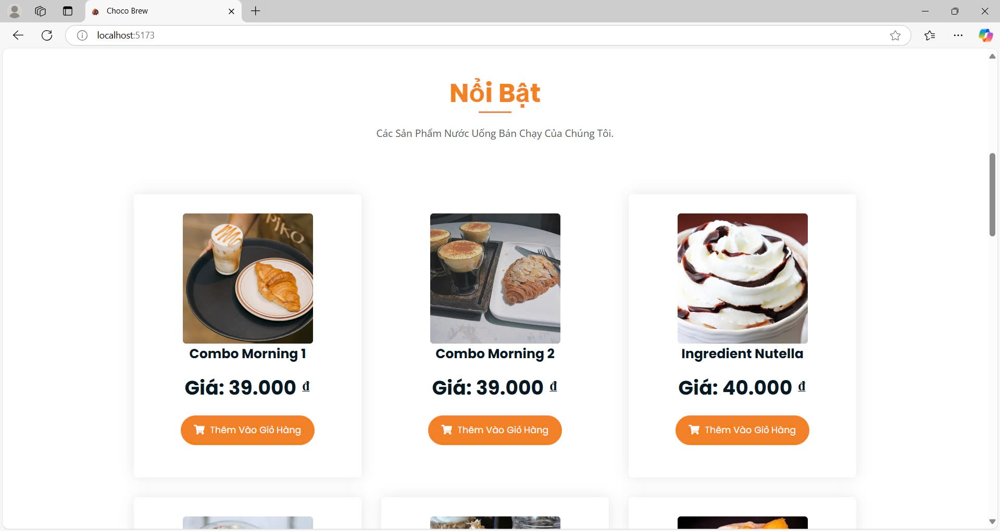 Choco Brew
localhost:5173
Nổi Bật
Các Sản Phẩm Nước Uống Bán Chạy Của Chúng Tôi.
PIKO
Combo Morning 1
Giá: 39.000 ₫
Thêm Vào Giỏ Hàng
Combo Morning 2
Giá: 39.000 ₫
Thêm Vào Giỏ Hàng
Ingredient Nutella
Giá: 40.000 ₫
Thêm Vào Giỏ Hàng